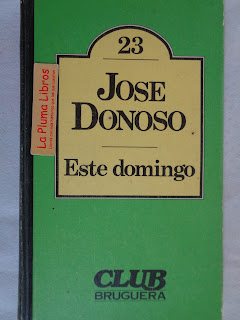 23
JOSE
DONOSO
Este domingo
La Pluma Libros
CLUB
BRUGUERA